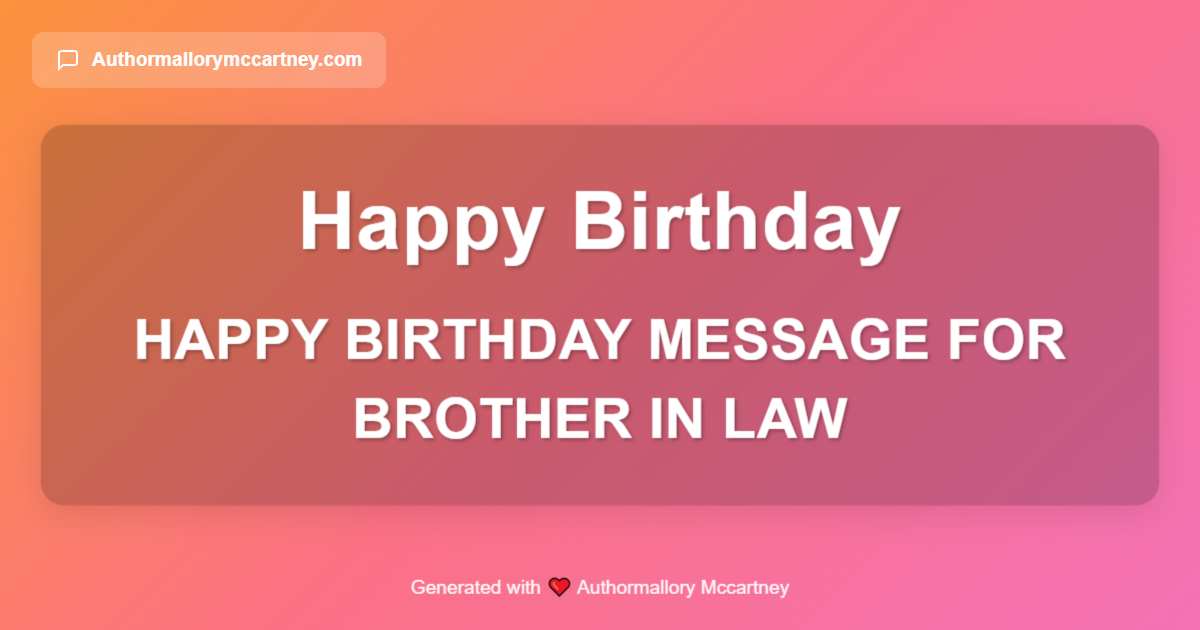 Authormallorymccartney.com
Happy Birthday
HAPPY BIRTHDAY MESSAGE FOR
BROTHER IN LAW
Generated with ❤️ Authormallory Mccartney